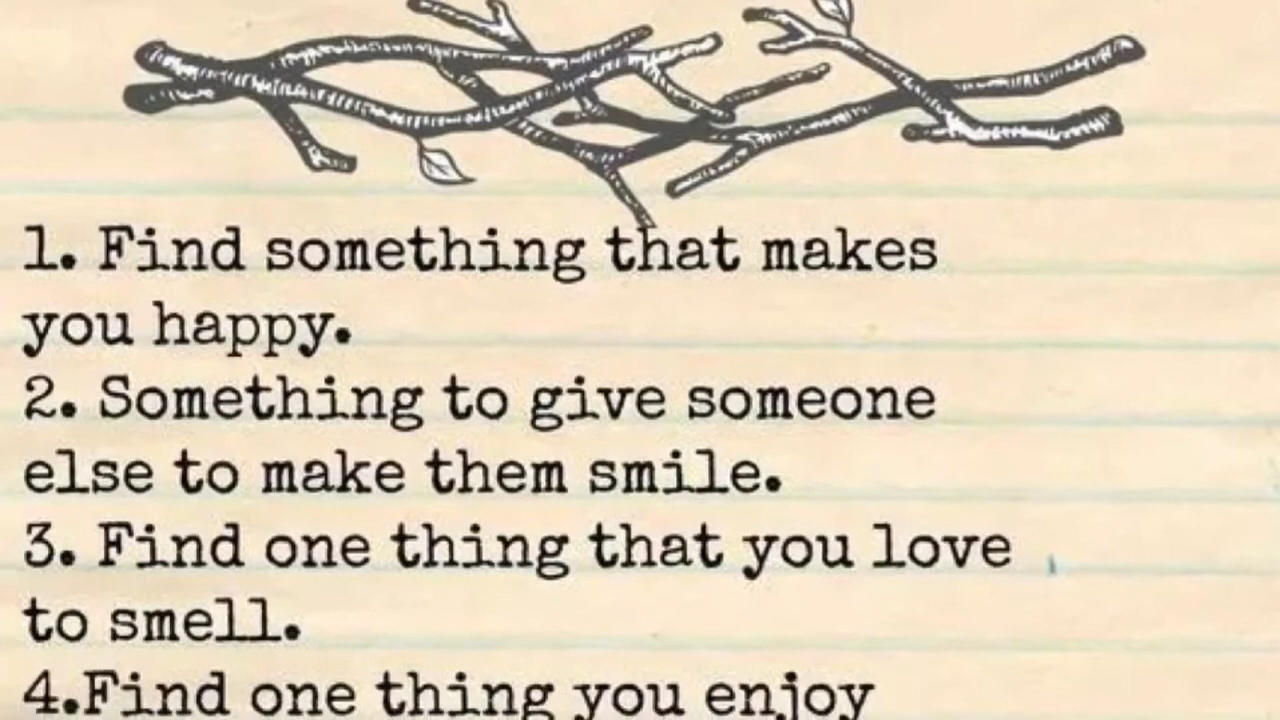 1. Find something that makes
you happy.
2. Something to give someone
else to make them smile.
3. Find one thing that you love
to smell.
4.Find one thing you enjoy